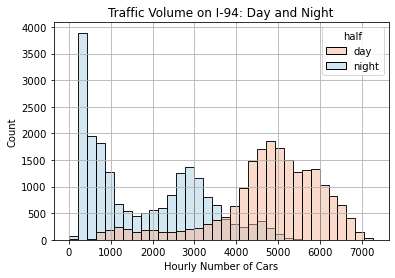 Traffic Volume on I-94: Day and Night
4000
3500
3000
2500
2000
1500
1000
500
0
Count
half
day
night
0 1000 2000 3000 4000 5000 6000 7000
Hourly Number of Cars